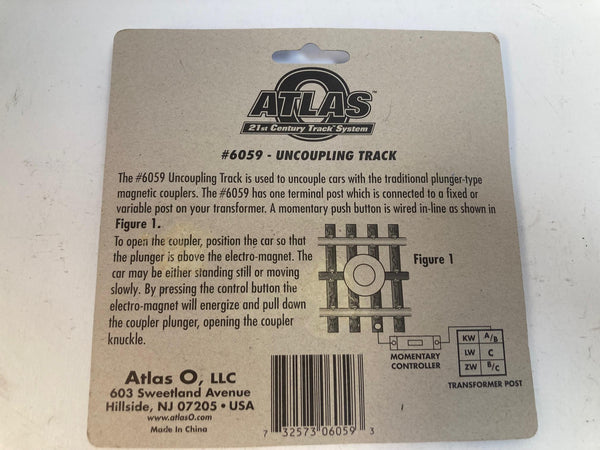 ATLAS
O
™
21st Century Track System
#6059 - UNCOUPLING TRACK
The #6059 Uncoupling Track is used to uncouple cars with the traditional plunger-type
magnetic couplers. The #6059 has one terminal post which is connected to a fixed or
variable post on your transformer. A momentary push button is wired in-line as shown in
Figure 1.
To open the coupler, position the car so that
the plunger is above the electro-magnet. The
car may be either standing still or moving
slowly. By pressing the control button the
electro-magnet will energize and pull down
the coupler plunger, opening the coupler
knuckle.
Figure 1
MOMENTARY
CONTROLLER
KW A/B
LW C
ZW B/C
TRANSFORMER POST
Atlas O, LLC
603 Sweetland Avenue
Hillside, NJ 07205 • USA
www.atlasO.com
Made In China
7 32573 06059 3